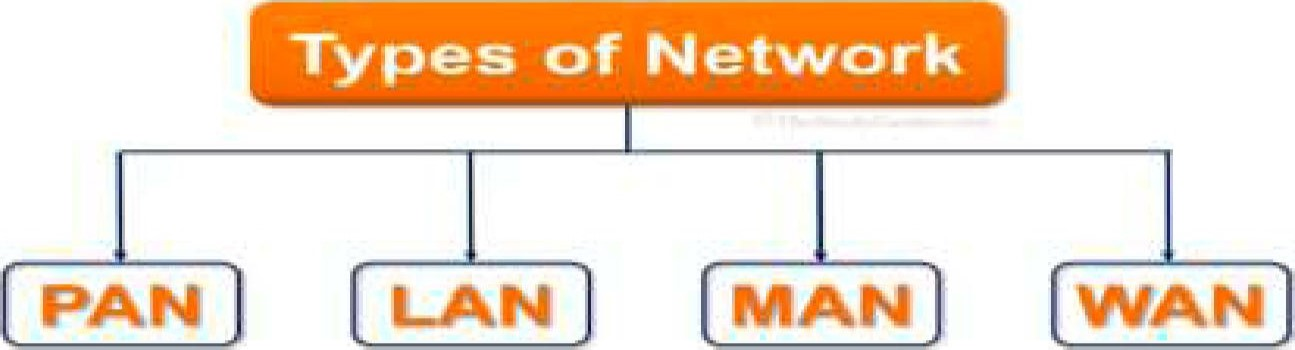 Types of Network
PAN
LAN
MAN
WAN